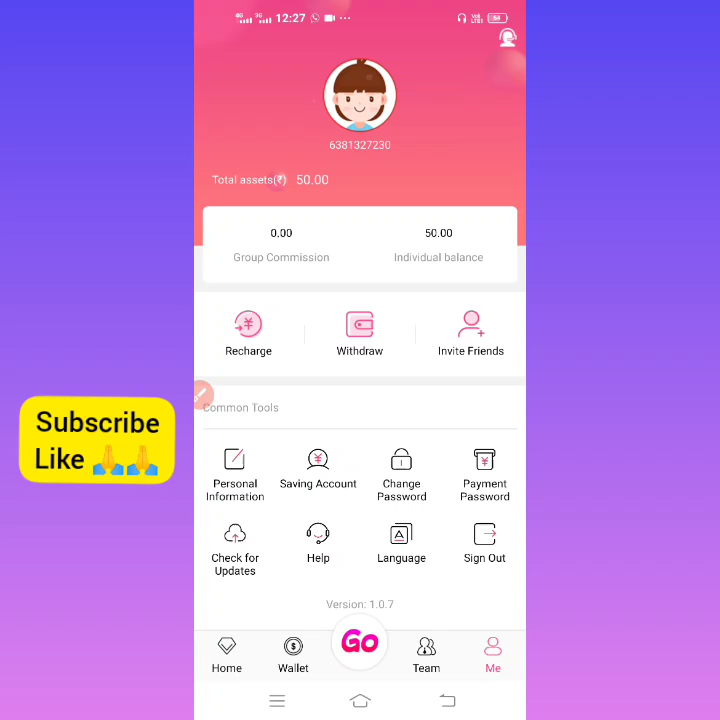 4G 3G 12:27
6381327230
Total assets(₹) 50.00
0.00 50.00
Group Commission Individual balance
Recharge Withdraw Invite Friends
Common Tools
Subscribe
Like 🙏🙏
Personal Information Saving Account Change Password Payment Password
Check for Updates Help Language Sign Out
Version: 1.0.7
Go
Home Wallet Team Me